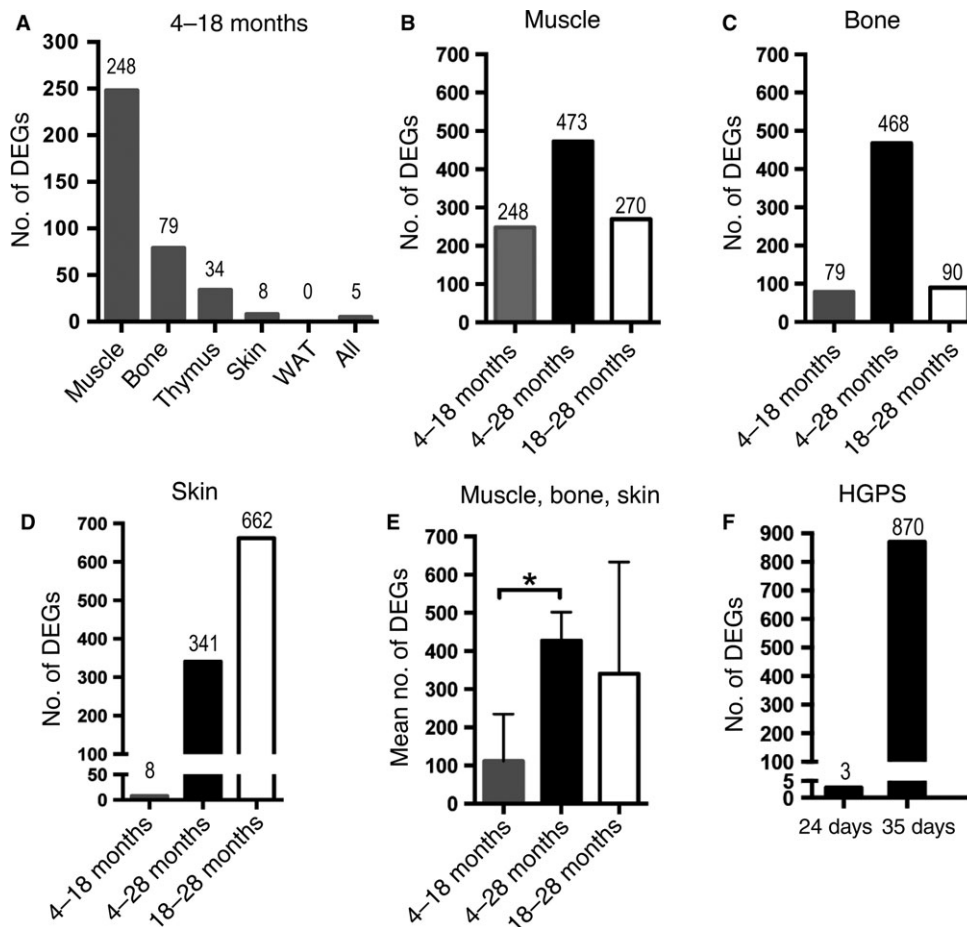 A
4–18 months
No. of DEGs
300
250
200
150
100
50
0
248
79
34
8
0
5
Muscle
Bone
Thymus
Skin
WAT
All
B
Muscle
No. of DEGs
700
600
500
400
300
200
100
0
248
473
270
4–18 months
4–28 months
18–28 months
C
Bone
No. of DEGs
700
600
500
400
300
200
100
0
79
468
90
4–18 months
4–28 months
18–28 months
D
Skin
No. of DEGs
700
600
500
400
300
200
100
50
0
8
341
662
4–18 months
4–28 months
18–28 months
E
Muscle, bone, skin
Mean no. of DEGs
700
600
500
400
300
200
100
0
*
4–18 months
4–28 months
18–28 months
F
HGPS
No. of DEGs
900
800
700
600
500
400
300
200
100
5
0
3
870
24 days 35 days